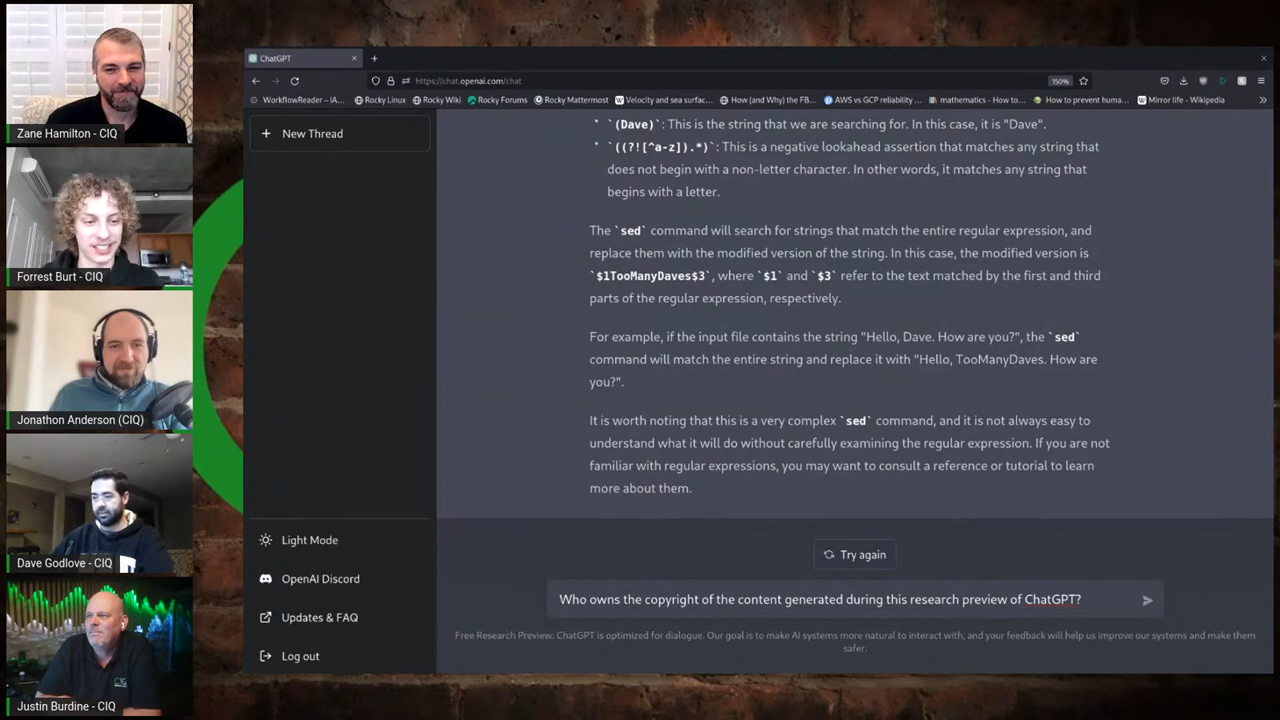 Zane Hamilton - CIQ
Forrest Burt - CIQ
Jonathon Anderson (CIQ)
Dave Godlove - CIQ
Justin Burdine - CIQ
ChatGPT
https://chat.openai.com/chat
150%
WorkflowReader – IA...
Rocky Linux
Rocky Wiki
Rocky Forums
Rocky Mattermost
Velocity and sea surfac...
How (and Why) the FB...
AWS vs GCP reliability ...
mathematics - How to...
How to prevent human...
Mirror life - Wikipedia
New Thread
• `(Dave)`: This is the string that we are searching for. In this case, it is "Dave".
• `((?![^a-z]).*)`: This is a negative lookahead assertion that matches any string that
does not begin with a non-letter character. In other words, it matches any string that
begins with a letter.
The `sed` command will search for strings that match the entire regular expression, and
replace them with the modified version of the string. In this case, the modified version is
`$1TooManyDaves$3`, where `$1` and `$3` refer to the text matched by the first and third
parts of the regular expression, respectively.
For example, if the input file contains the string "Hello, Dave. How are you?", the `sed`
command will match the entire string and replace it with "Hello, TooManyDaves. How are
you?".
It is worth noting that this is a very complex `sed` command, and it is not always easy to
understand what it will do without carefully examining the regular expression. If you are not
familiar with regular expressions, you may want to consult a reference or tutorial to learn
more about them.
Light Mode
OpenAI Discord
Updates & FAQ
Log out
Try again
Who owns the copyright of the content generated during this research preview of ChatGPT?
Free Research Preview: ChatGPT is optimized for dialogue. Our goal is to make AI systems more natural to interact with, and your feedback will help us improve our systems and make them
safer.